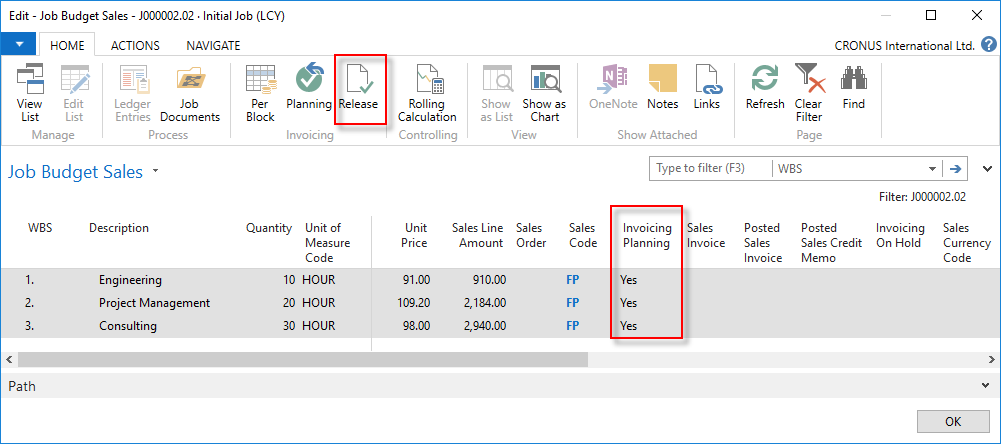 Edit - Job Budget Sales - J000002.02 · Initial Job (LCY)
HOME ACTIONS NAVIGATE CRONUS International Ltd. ?
View List
Edit List
Ledger Entries
Job Documents
Per Block
Planning
Release
Rolling Calculation
Show as List
Show as Chart
OneNote
Notes
Links
Refresh
Clear Filter
Find
Manage Process Invoicing Controlling View Show Attached Page
Job Budget Sales
Type to filter (F3) WBS
Filter: J000002.02
WBS Description Quantity Unit of Measure Code Unit Price Sales Line Amount Sales Order Sales Code Invoicing Planning Sales Invoice Posted Sales Invoice Posted Sales Credit Memo Invoicing On Hold Sales Currency Code
1. Engineering 10 HOUR 91.00 910.00 FP Yes
2. Project Management 20 HOUR 109.20 2,184.00 FP Yes
3. Consulting 30 HOUR 98.00 2,940.00 FP Yes
Path
OK